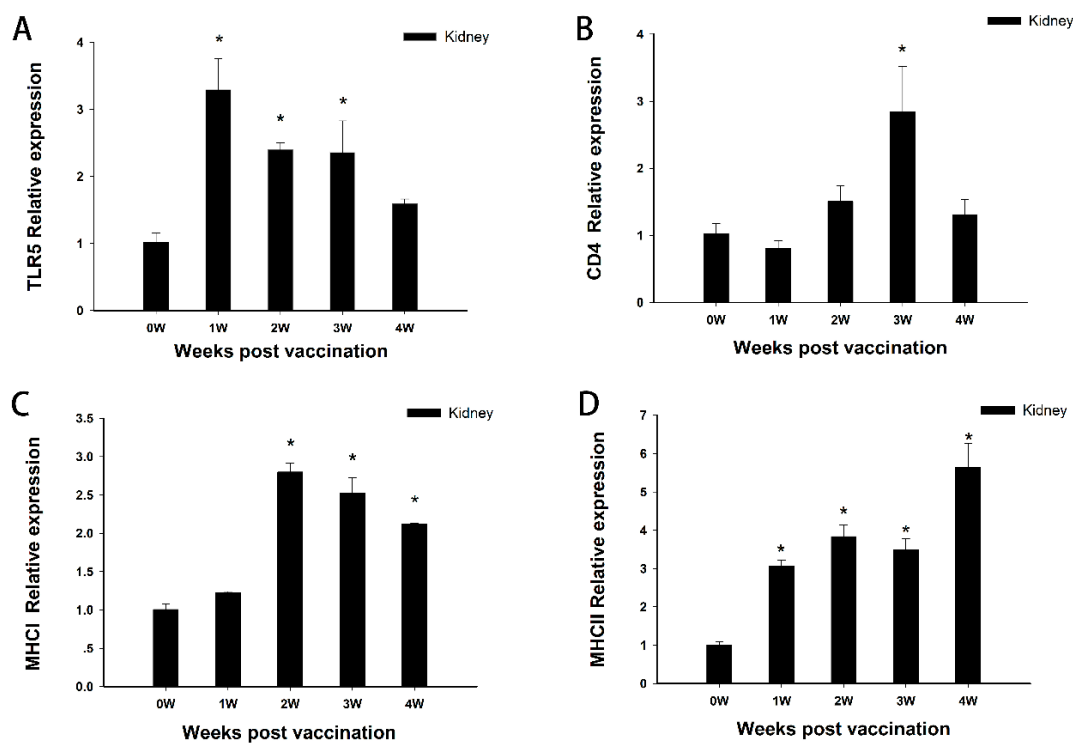 A
Kidney
TLR5 Relative expression
4
3
2
1
0
*
*
*
0W 1W 2W 3W 4W
Weeks post vaccination
B
Kidney
CD4 Relative expression
4
3
2
1
0
*
0W 1W 2W 3W 4W
Weeks post vaccination
C
Kidney
MHCI Relative expression
3.5
3.0
2.5
2.0
1.5
1.0
.5
0.0
*
*
*
0W 1W 2W 3W 4W
Weeks post vaccination
D
Kidney
MHCII Relative expression
7
6
5
4
3
2
1
0
*
*
*
*
0W 1W 2W 3W 4W
Weeks post vaccination